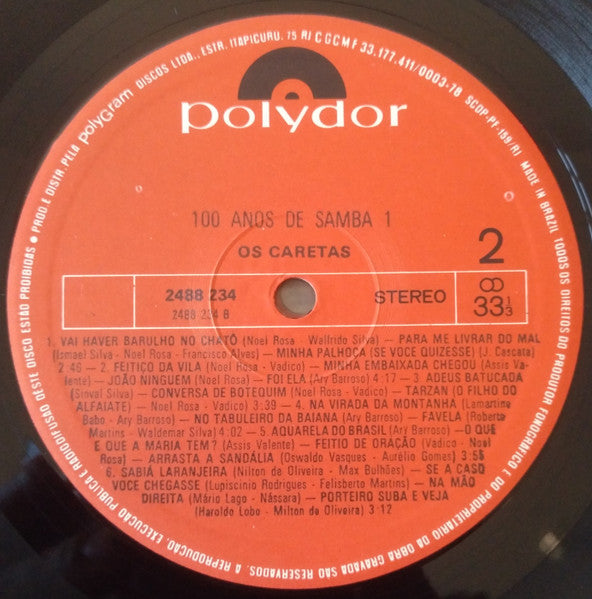 ● PROD. E DISTR. PELA polyGram DISCOS LTDA., ESTR. ITAPICURU, 75 RJ CGCMF 33.177.411/0003-78 SCDP-PF-159/RJ MADE IN BRAZIL TODOS OS DIREITOS DO PRODUTOR FONOGRÁFICO E DO PROPRIETÁRIO DA OBRA GRAVADA SÃO RESERVADOS. A REPRODUÇÃO, EXECUÇÃO PÚBLICA E RADIODIFUSÃO DESTE DISCO ESTÃO PROIBIDAS
polydor
100 ANOS DE SAMBA 1
OS CARETAS
2
2488 234
2488 234 B
STEREO
33 1/3
1. VAI HAVER BARULHO NO CHATÔ (Noel Rosa - Walfrido Silva) — PARA ME LIVRAR DO MAL
(Ismael Silva - Noel Rosa - Francisco Alves) — MINHA PALHOÇA (SE VOCE QUIZESSE) (J. Cascata)
2:46 — 2. FEITIÇO DA VILA (Noel Rosa - Vadico) — MINHA EMBAIXADA CHEGOU (Assis Va-
lente) — JOÃO NINGUEM (Noel Rosa) — FOI ELA (Ary Barroso) 4:17 — 3 ADEUS BATUCADA
(Sinval Silva) — CONVERSA DE BOTEQUIM (Noel Rosa - Vadico) — TARZAN (O FILHO DO
ALFAIATE) (Noel Rosa - Vadico) 3:39 — 4. NA VIRADA DA MONTANHA (Lamartine
Babo - Ary Barroso) — NO TABULEIRO DA BAIANA (Ary Barroso) — FAVELA (Roberto
Martins - Waldemar Silva) 4:02 — 5. AQUARELA DO BRASIL (Ary Barroso) — O QUE
E QUE A MARIA TEM? (Assis Valente) — FEITIO DE ORAÇÃO (Vadico - Noel
Rosa) — ARRASTA A SANDÁLIA (Oswaldo Vasques - Aurélio Gomes) 3:55
6. SABIÁ LARANJEIRA (Nilton de Oliveira - Max Bulhões) — SE A CASO
VOCE CHEGASSE (Lupiscinio Rodrigues - Felisberto Martins) — NA MÃO
DIREITA (Mário Lago - Nássara) — PORTEIRO SUBA E VEJA
(Haroldo Lobo - Milton de Oliveira) 3:12